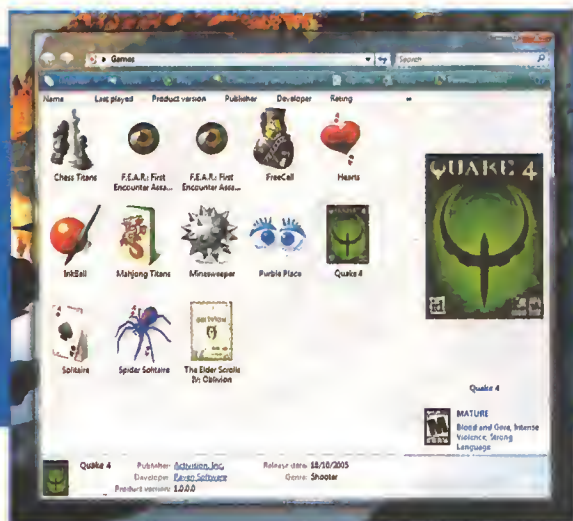 Games
Search
Name Last played Product version Publisher Developer Rating
Chess Titans
F.E.A.R.: First Encounter Assa...
F.E.A.R.: First Encounter Assa...
FreeCell
Hearts
InkBall
Mahjong Titans
Minesweeper
Purble Place
Quake 4
Solitaire
Spider Solitaire
The Elder Scrolls IV: Oblivion
OBLIVION
QUAKE 4
Quake 4
M
MATURE
Blood and Gore, Intense
Violence, Strong
Language
Quake 4
Publisher: Activision, Inc.
Developer: Raven Software
Product version: 1.0.0.0
Release date: 18/10/2005
Genre: Shooter